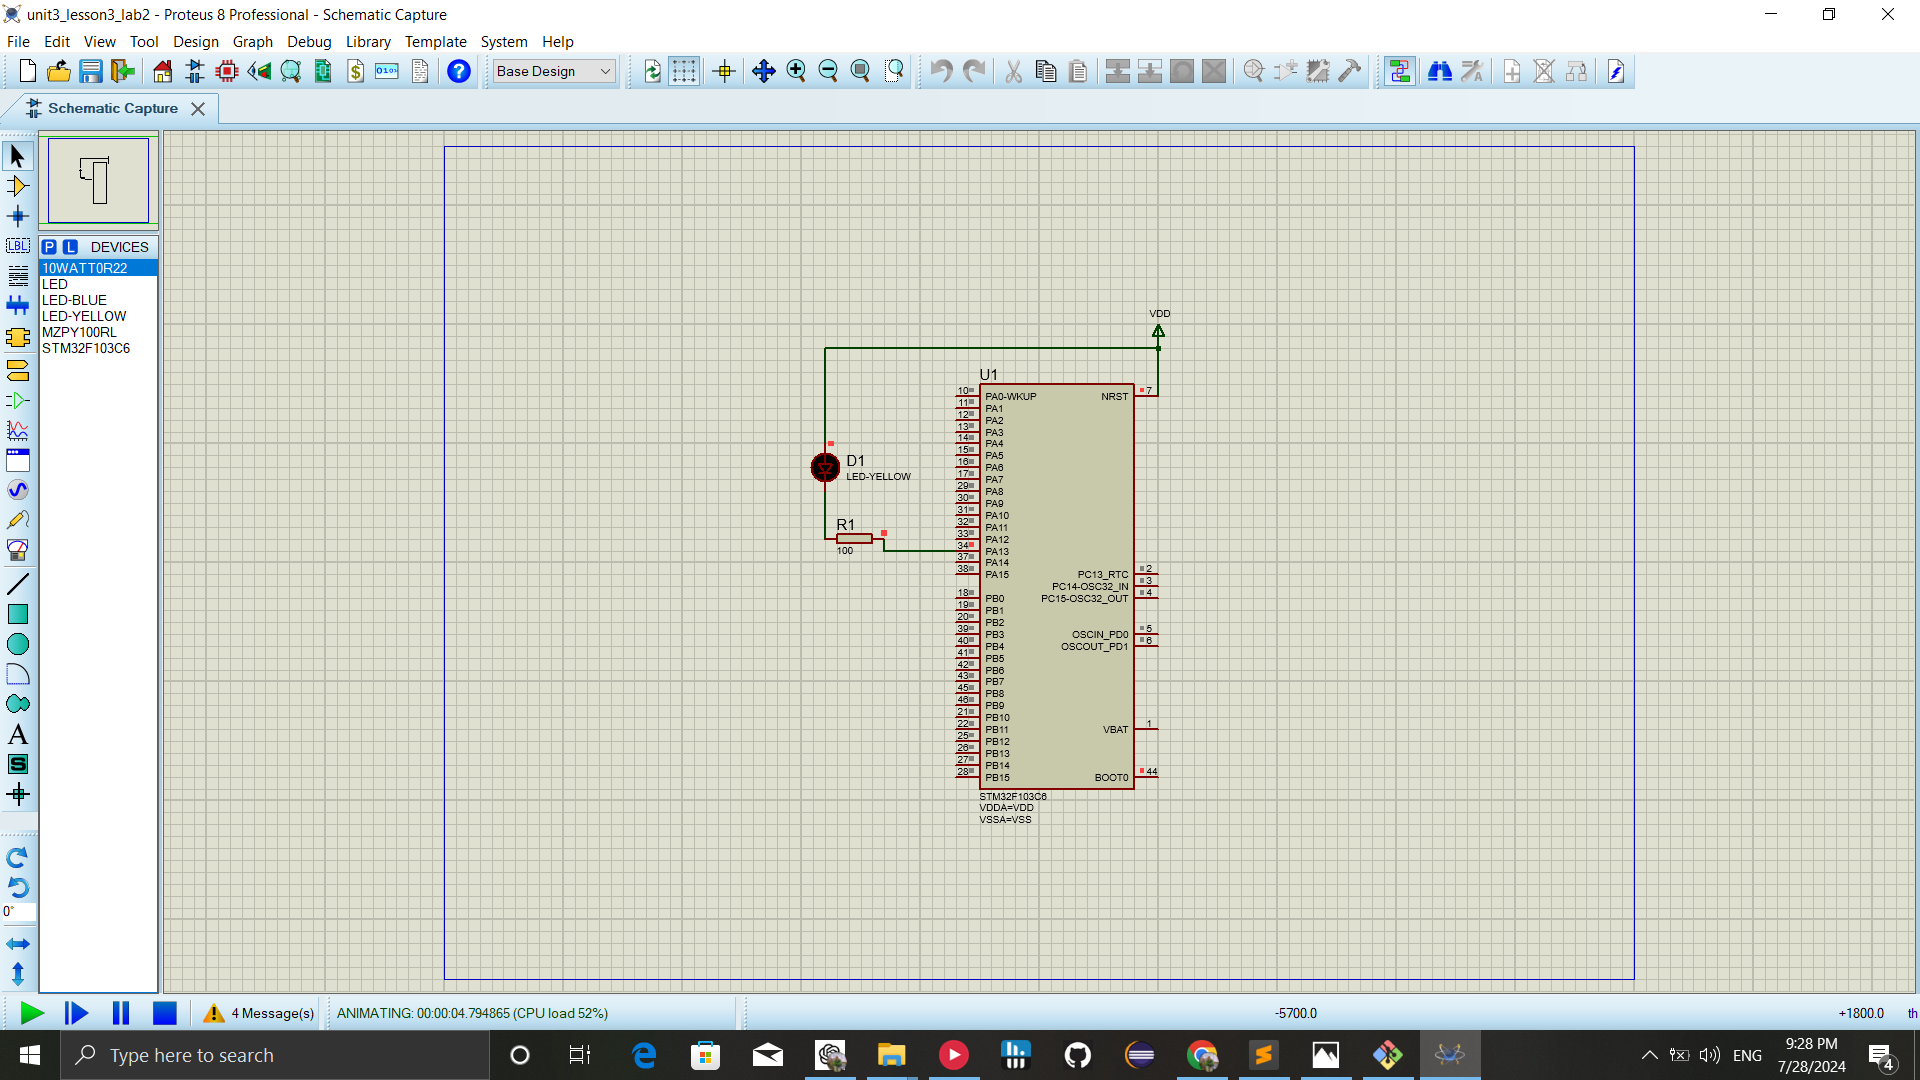 unit3_lesson3_lab2 - Proteus 8 Professional - Schematic Capture
File Edit View Tool Design Graph Debug Library Template System Help
Base Design
Schematic Capture
P L DEVICES
10WATT0R22
LED
LED-BLUE
LED-YELLOW
MZPY100RL
STM32F103C6
LBL
A
S
0°
VDD
U1
10 PA0-WKUP NRST 7
11 PA1
12 PA2
13 PA3
14 PA4
15 PA5
16 PA6
17 PA7
29 PA8
30 PA9
31 PA10
32 PA11
33 PA12
34 PA13
37 PA14
38 PA15 PC13_RTC 2
PC14-OSC32_IN 3
18 PB0 PC15-OSC32_OUT 4
19 PB1
20 PB2
39 PB3 OSCIN_PD0 5
40 PB4 OSCOUT_PD1 6
41 PB5
42 PB6
43 PB7
45 PB8
46 PB9
21 PB10
22 PB11 VBAT 1
25 PB12
26 PB13
27 PB14
28 PB15 BOOT0 44
STM32F103C6
VDDA=VDD
VSSA=VSS
D1
LED-YELLOW
R1
100
4 Message(s) ANIMATING: 00:00:04.794865 (CPU load 52%) -5700.0 +1800.0 th
Type here to search
ENG
9:28 PM
7/28/2024
4